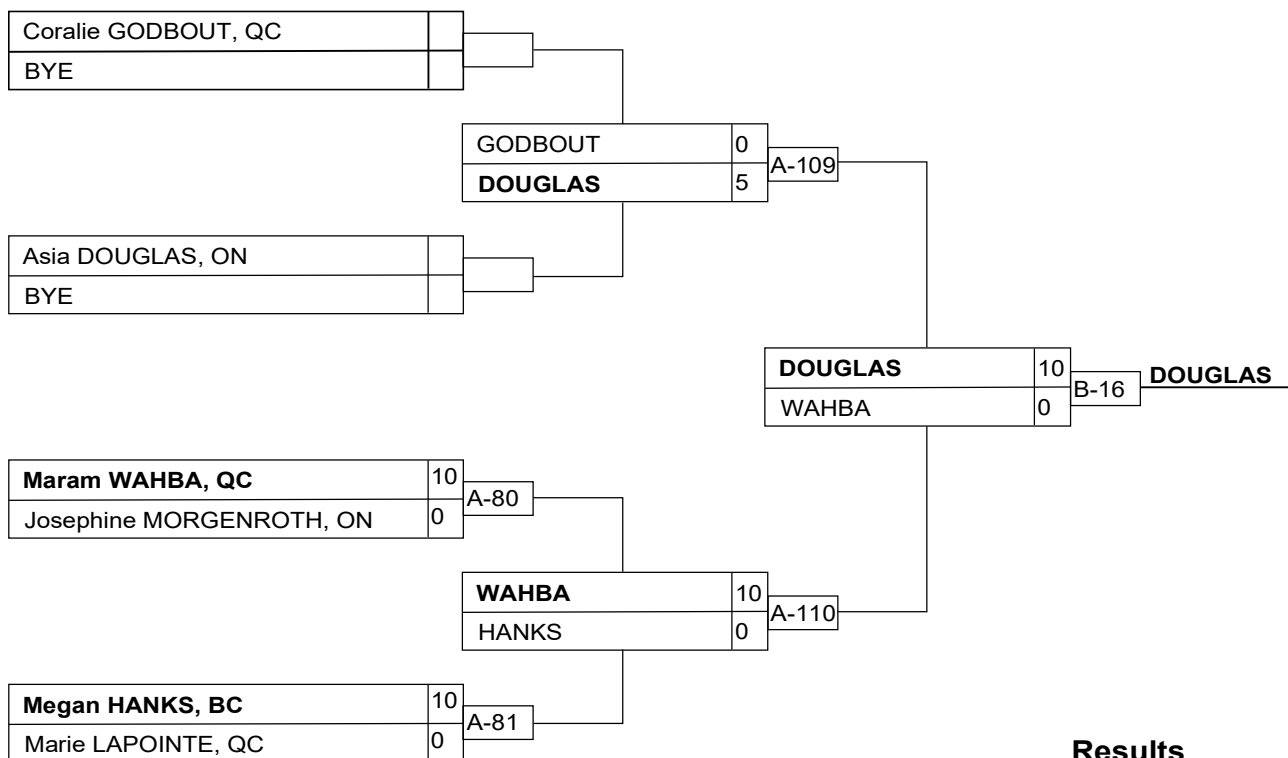 Coralie GODBOUT, QC
BYE
GODBOUT 0
A-109
DOUGLAS 5
Asia DOUGLAS, ON
BYE
DOUGLAS 10
B-16 DOUGLAS
WAHBA 0
Maram WAHBA, QC 10
A-80
Josephine MORGENROTH, ON 0
WAHBA 10
A-110
HANKS 0
Megan HANKS, BC 10
A-81
Marie LAPOINTE, QC 0
Results